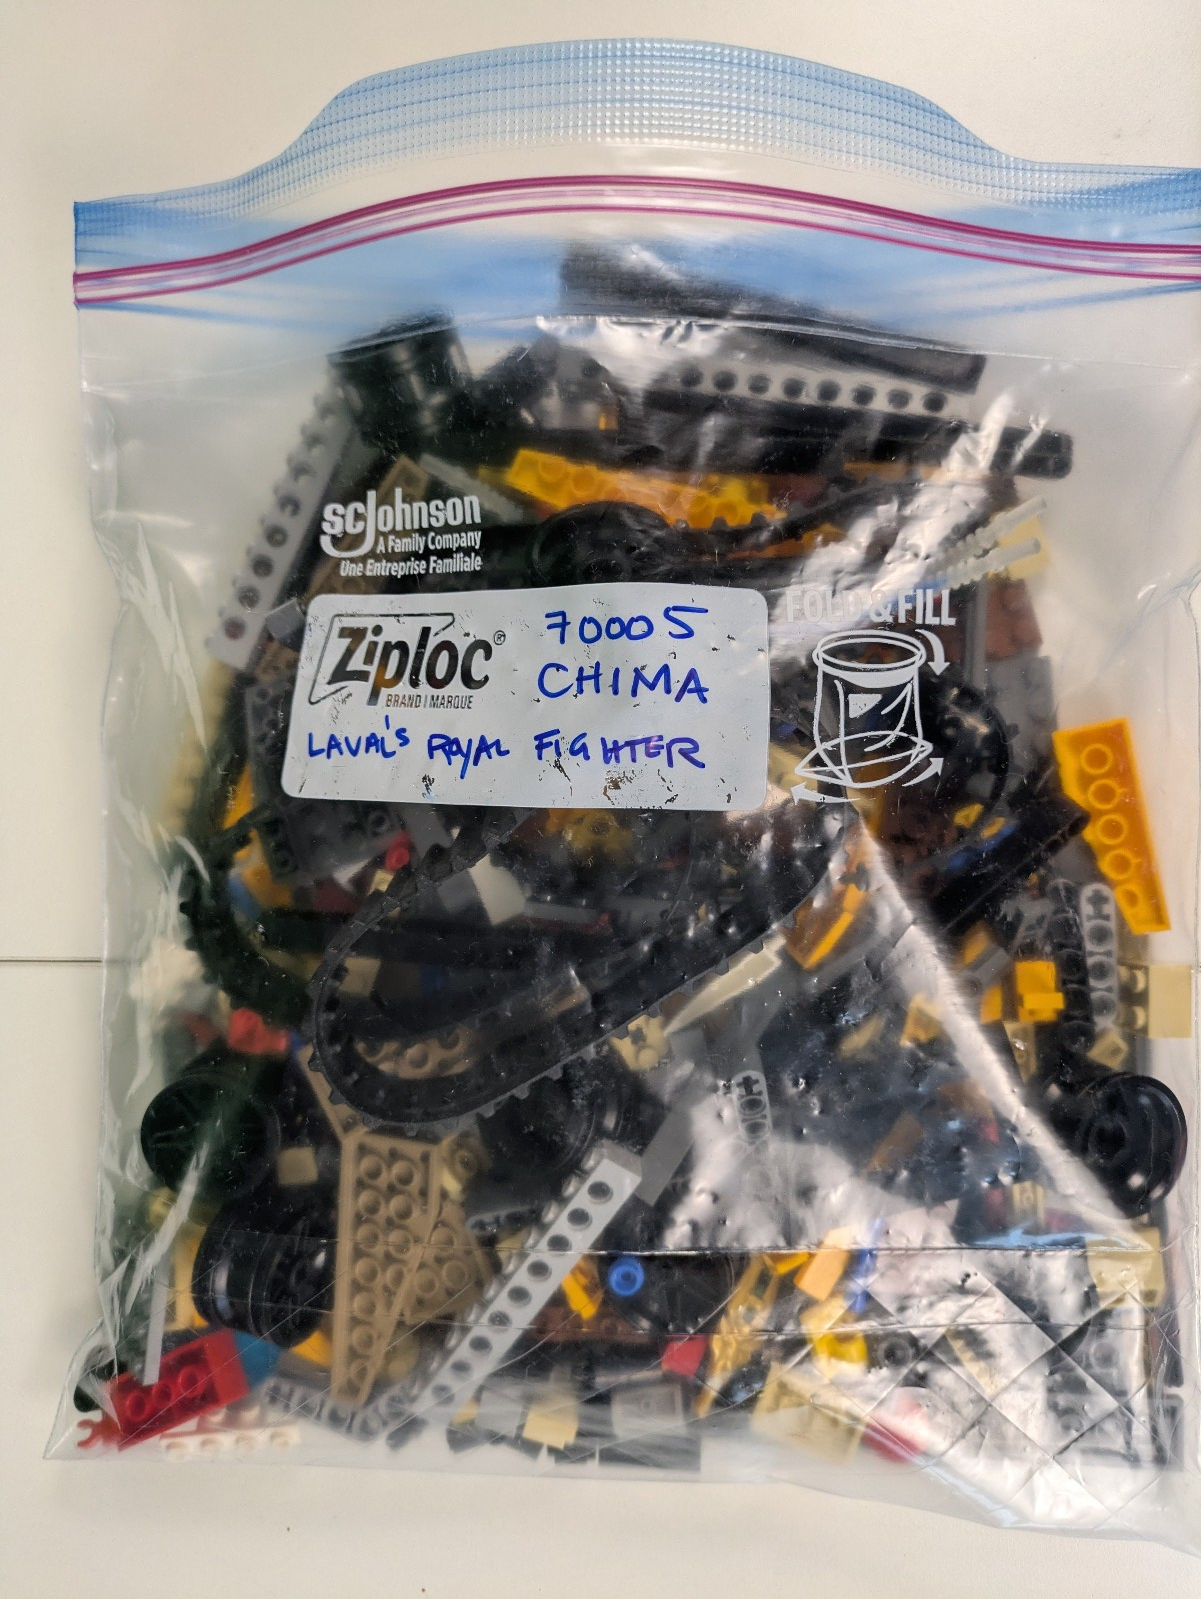 scJohnson
A Family Company
Une Entreprise Familiale
Ziploc®
BRAND | MARQUE
70005
CHIMA
LAVAL'S ROYAL FIGHTER
FOLD & FILL